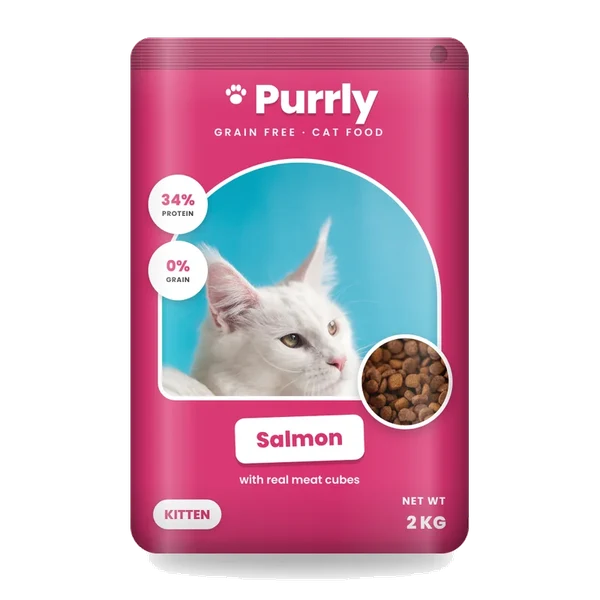 Purrly
GRAIN FREE · CAT FOOD
34%
PROTEIN
0%
GRAIN
Salmon
with real meat cubes
KITTEN
NET WT
2 KG